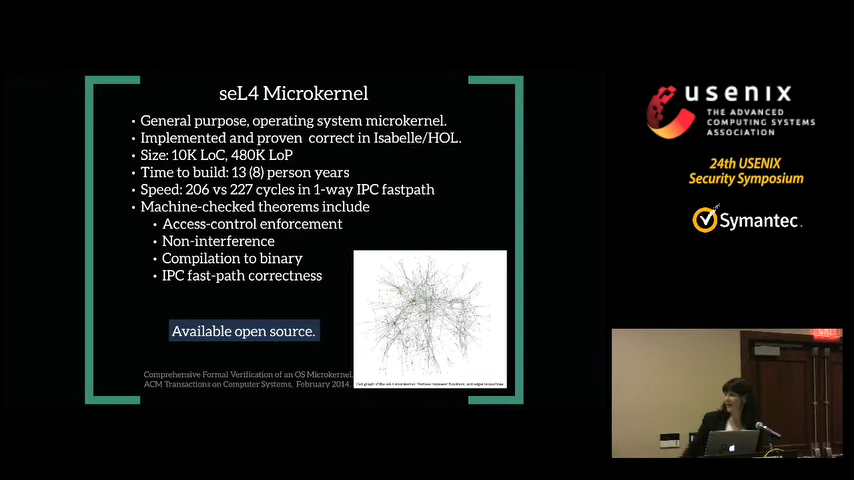 seL4 Microkernel
• General purpose, operating system microkernel.
• Implemented and proven correct in Isabelle/HOL.
• Size: 10K LoC, 480K LoP
• Time to build: 13 (8) person years
• Speed: 206 vs 227 cycles in 1-way IPC fastpath
• Machine-checked theorems include
• Access-control enforcement
• Non-interference
• Compilation to binary
• IPC fast-path correctness
Available open source.
Comprehensive Formal Verification of an OS Microkernel.
ACM Transactions on Computer Systems. February 2014.
usenix
THE ADVANCED
COMPUTING SYSTEMS
ASSOCIATION
24th USENIX
Security Symposium
Symantec.